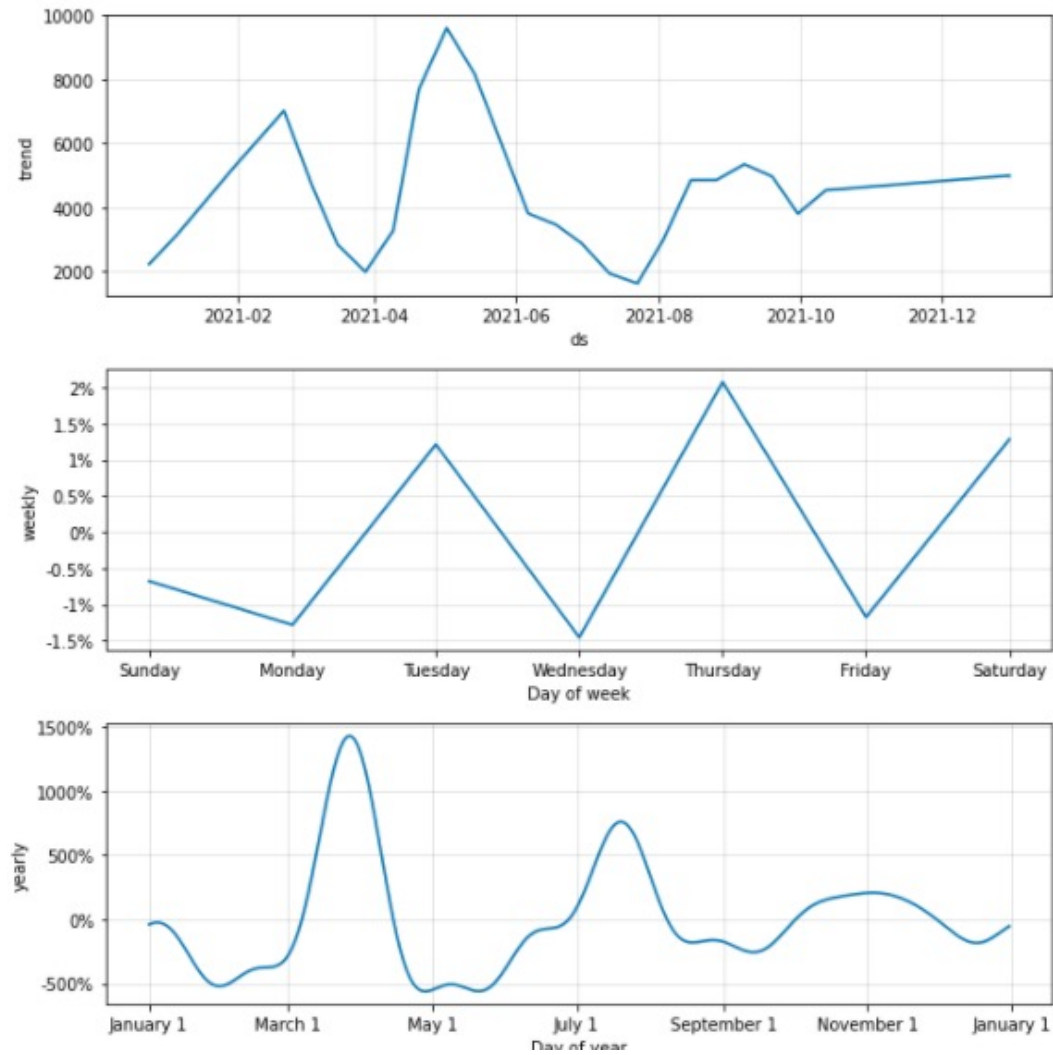 10000
8000
6000
4000
2000
trend
2021-02 2021-04 2021-06 2021-08 2021-10 2021-12
ds
2%
1.5%
1%
0.5%
0%
-0.5%
-1%
-1.5%
weekly
Sunday Monday Tuesday Wednesday Thursday Friday Saturday
Day of week
1500%
1000%
500%
0%
-500%
yearly
January 1 March 1 May 1 July 1 September 1 November 1 January 1
Day of year